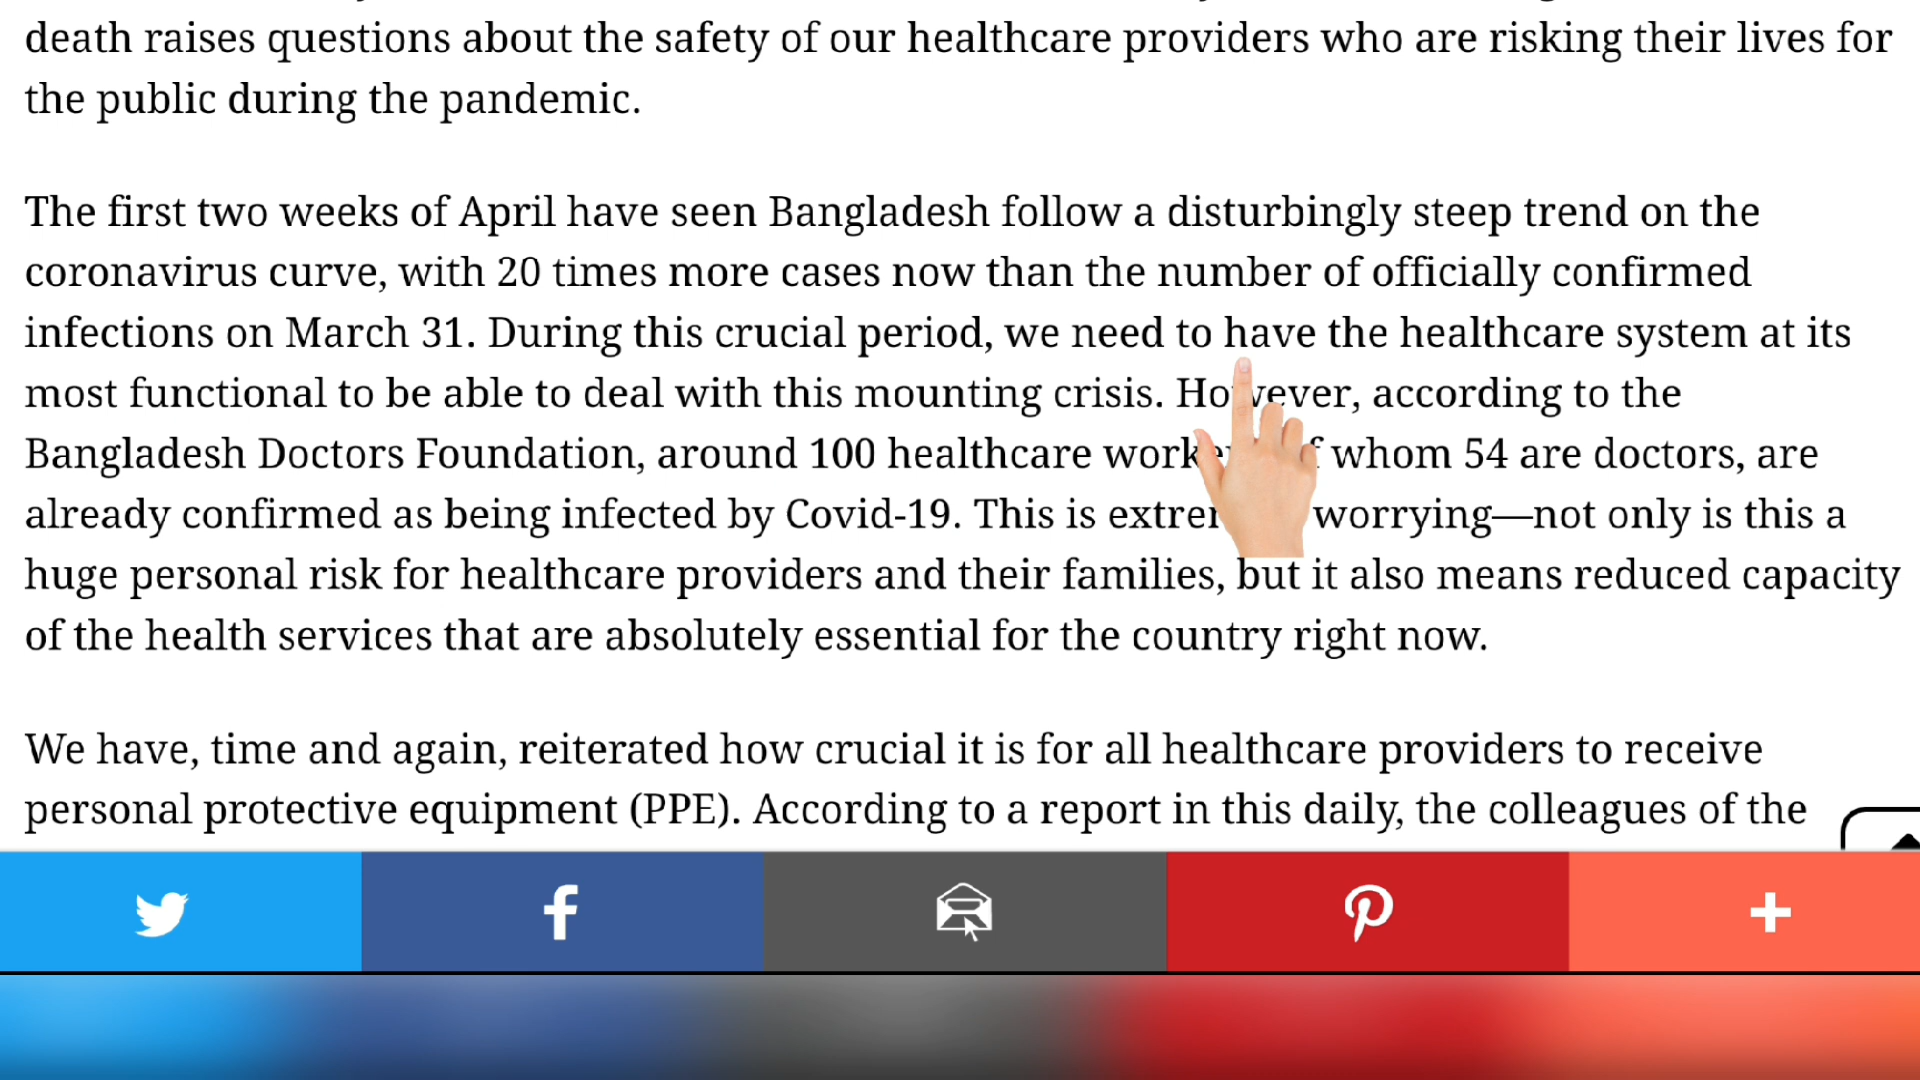 death raises questions about the safety of our healthcare providers who are risking their lives for
the public during the pandemic.
The first two weeks of April have seen Bangladesh follow a disturbingly steep trend on the
coronavirus curve, with 20 times more cases now than the number of officially confirmed
infections on March 31. During this crucial period, we need to have the healthcare system at its
most functional to be able to deal with this mounting crisis. However, according to the
Bangladesh Doctors Foundation, around 100 healthcare whom 54 are doctors, are
already confirmed as being infected by Covid-19. This is worrying—not only is this a
huge personal risk for healthcare providers and their families, but it also means reduced capacity
of the health services that are absolutely essential for the country right now.
We have, time and again, reiterated how crucial it is for all healthcare providers to receive
personal protective equipment (PPE). According to a report in this daily, the colleagues of the